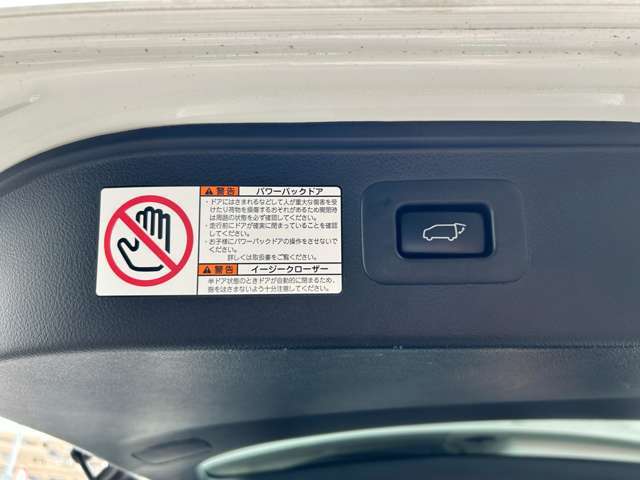 警告 パワーバックドア
・ドアにはさまれるなどして人が重大な傷害を受
けたり荷物を損傷するおそれがあるため開閉時
は周囲の状態を必ず確認してください。
・走行前にドアが確実に閉まっていることを確認
してください。
・お子様にパワーバックドアの操作をさせないで
ください。
詳しくは取扱書をご覧ください。
警告 イージークローザー
半ドア状態のときドアが自動的に閉まるため、
指をはさまないよう十分注意してください。